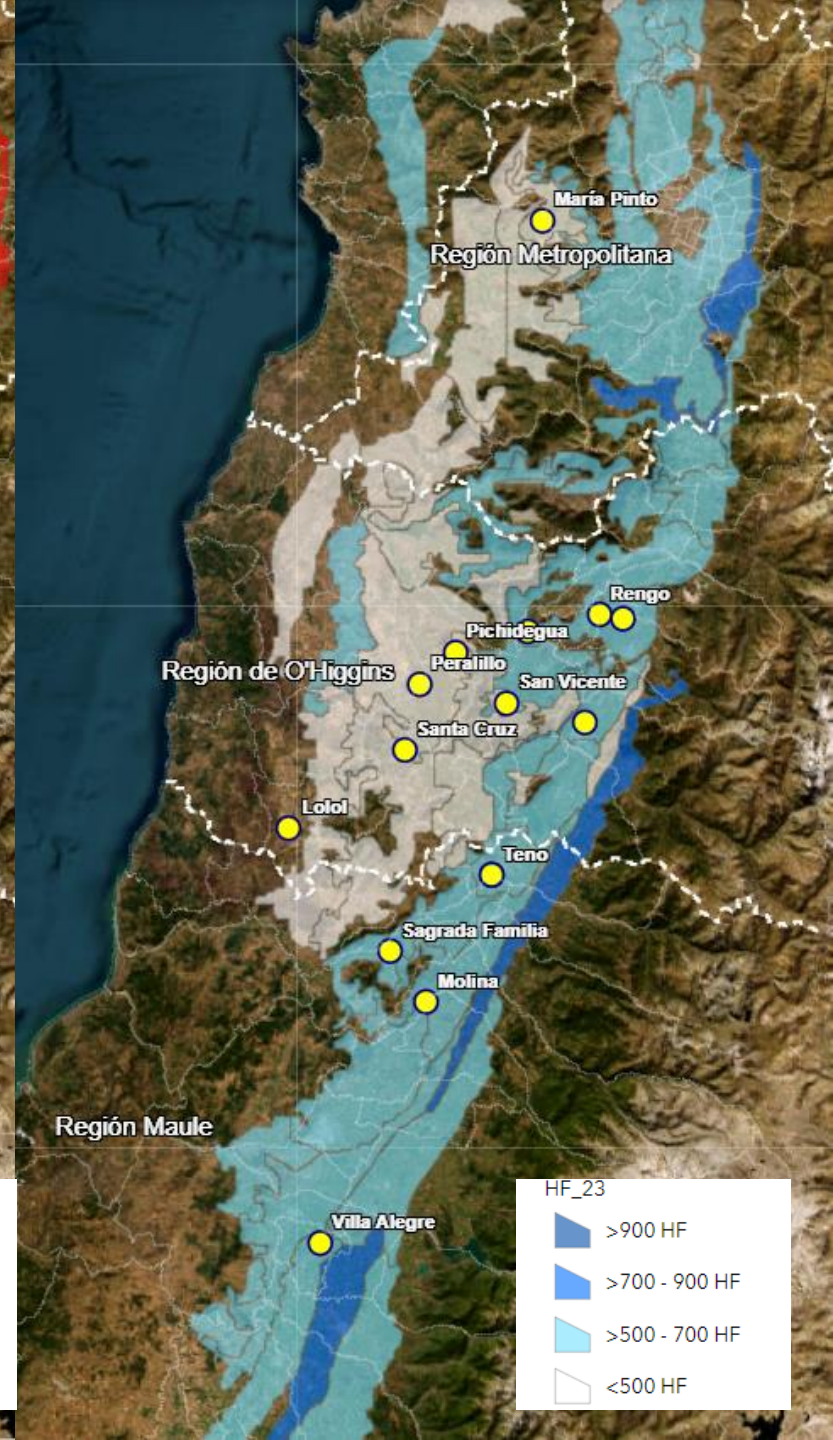 María Pinto
Región Metropolitana
Rengo
Pichidegua
Peralillo
Región de O'Higgins
San Vicente
Santa Cruz
Lolol
Teno
Sagrada Familia
Molina
Región Maule
Villa Alegre
HF_23
>900 HF
>700 - 900 HF
>500 - 700 HF
<500 HF